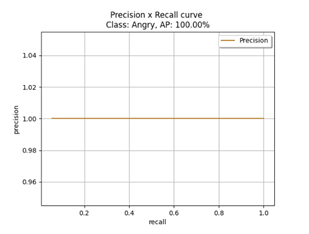 Precision x Recall curve
Class: Angry, AP: 100.00%
Precision
1.04
1.02
1.00
0.98
0.96
precision
0.2
0.4
0.6
0.8
1.0
recall